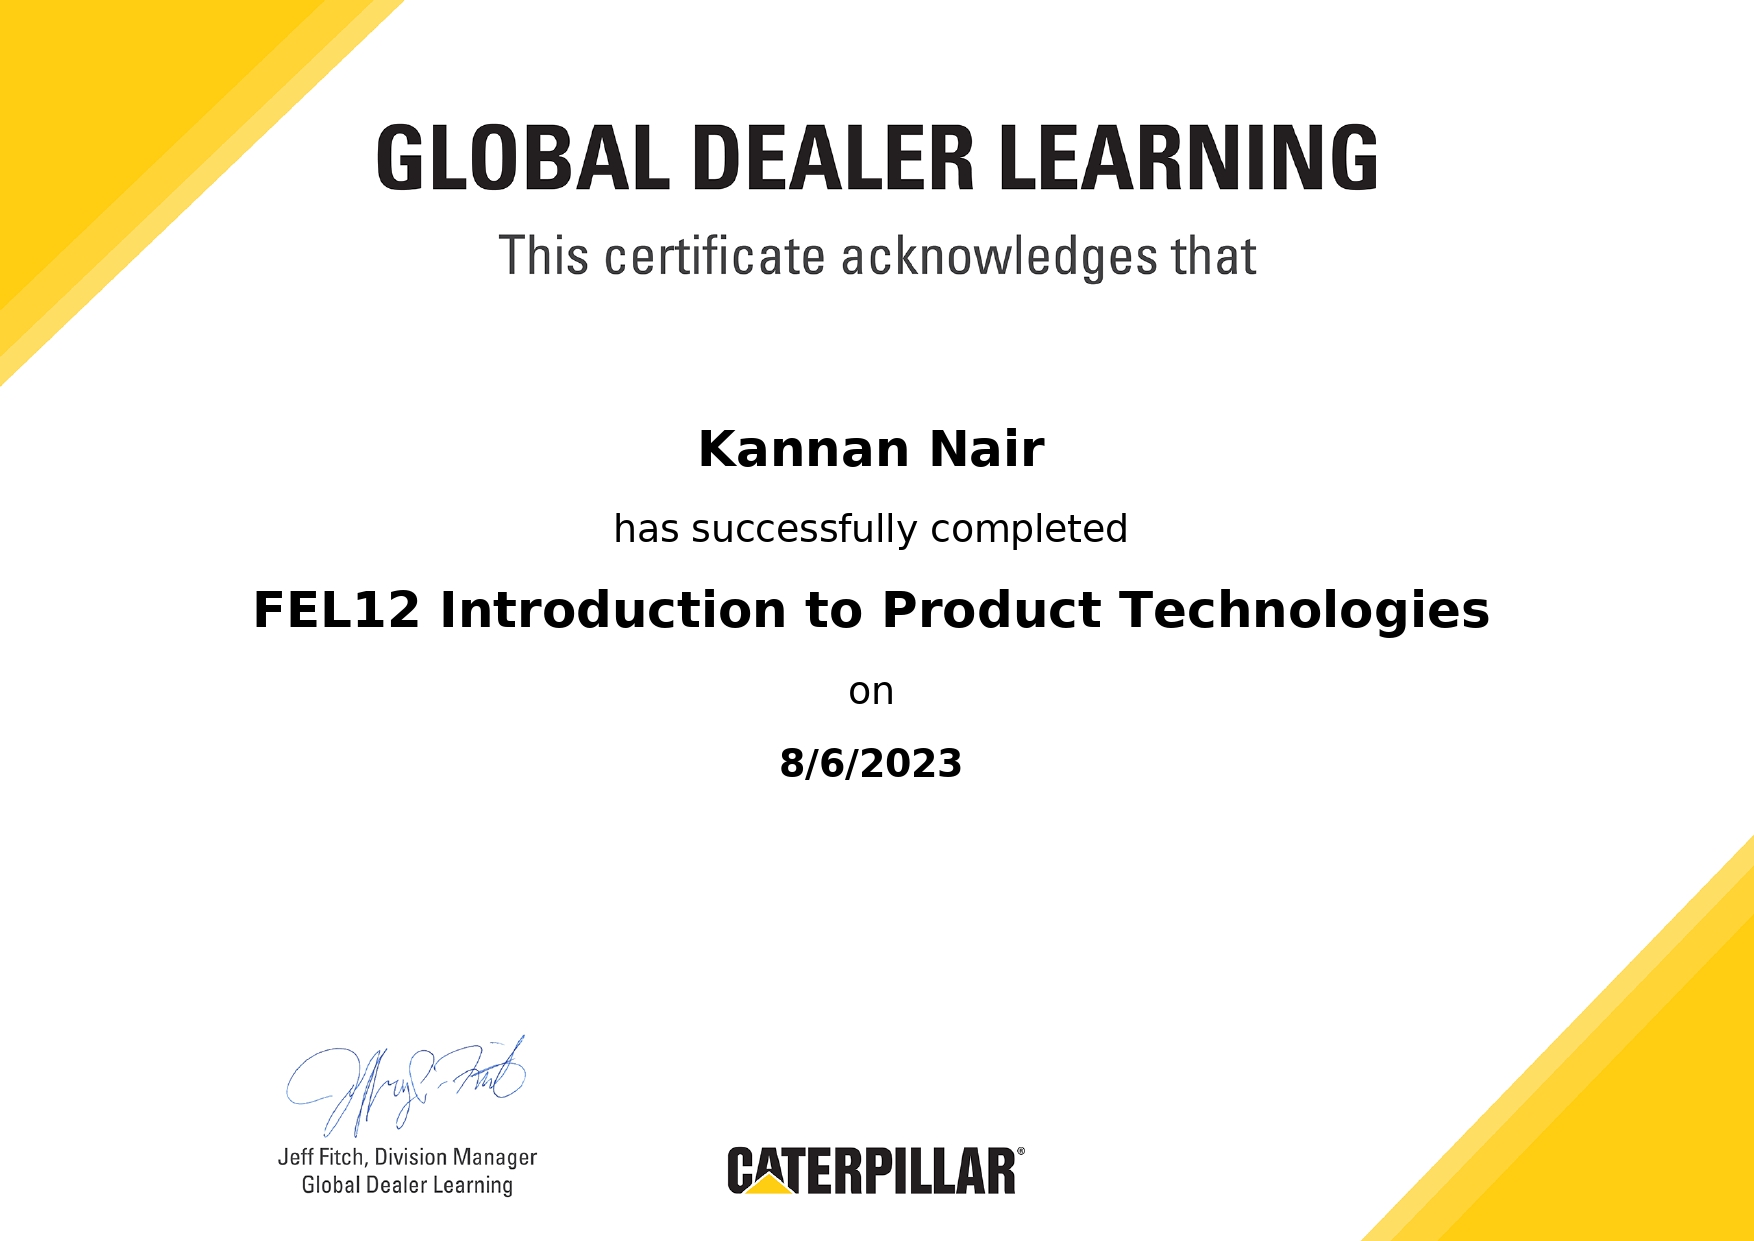 GLOBAL DEALER LEARNING
This certificate acknowledges that
Kannan Nair
has successfully completed
FEL12 Introduction to Product Technologies
on
8/6/2023
Jeff Fitch, Division Manager
Global Dealer Learning
CATERPILLAR®